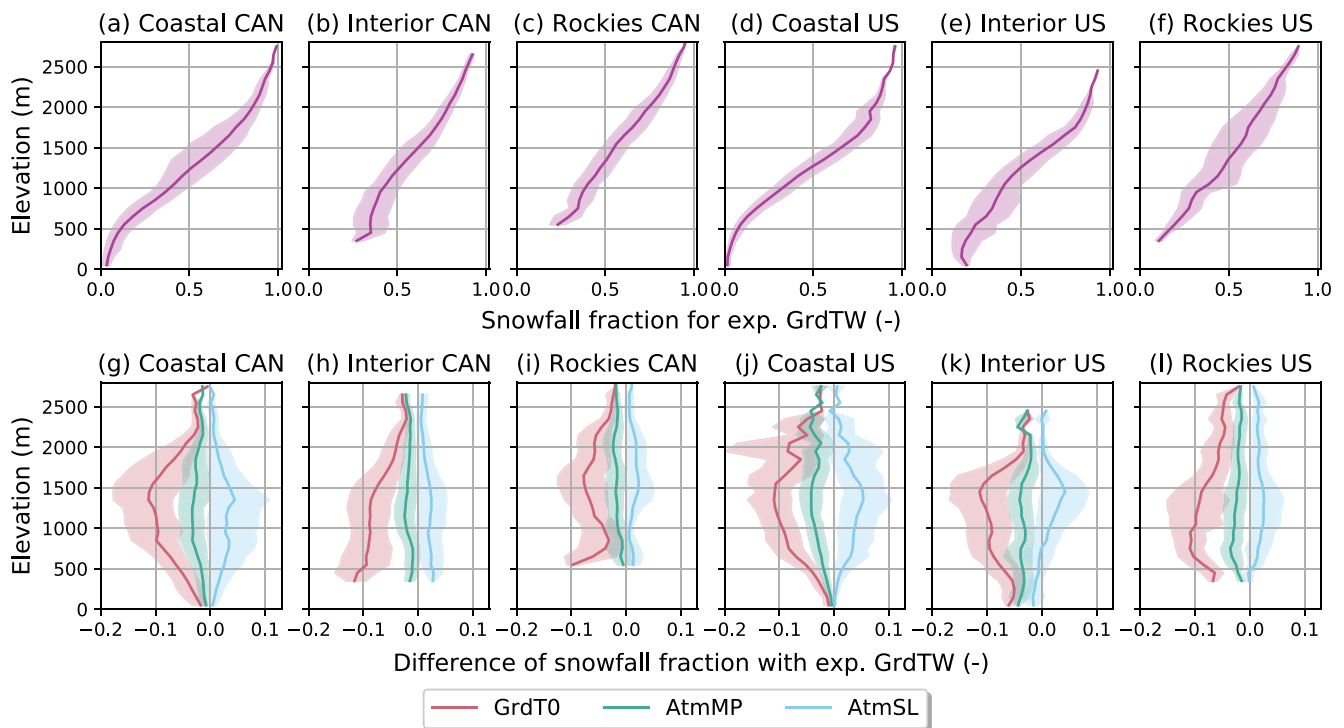 (a) Coastal CAN (b) Interior CAN (c) Rockies CAN (d) Coastal US (e) Interior US (f) Rockies US
Elevation (m)
2500
2000
1500
1000
500
0
0.0 0.5 1.0 0.0 0.5 1.0 0.0 0.5 1.0 0.0 0.5 1.0 0.0 0.5 1.0 0.0 0.5 1.0
Snowfall fraction for exp. GrdTW (-)
(g) Coastal CAN (h) Interior CAN (i) Rockies CAN (j) Coastal US (k) Interior US (l) Rockies US
Elevation (m)
2500
2000
1500
1000
500
0
−0.2 −0.1 0.0 0.1 −0.2 −0.1 0.0 0.1 −0.2 −0.1 0.0 0.1 −0.2 −0.1 0.0 0.1 −0.2 −0.1 0.0 0.1 −0.2 −0.1 0.0 0.1
Difference of snowfall fraction with exp. GrdTW (-)
GrdT0 AtmMP AtmSL